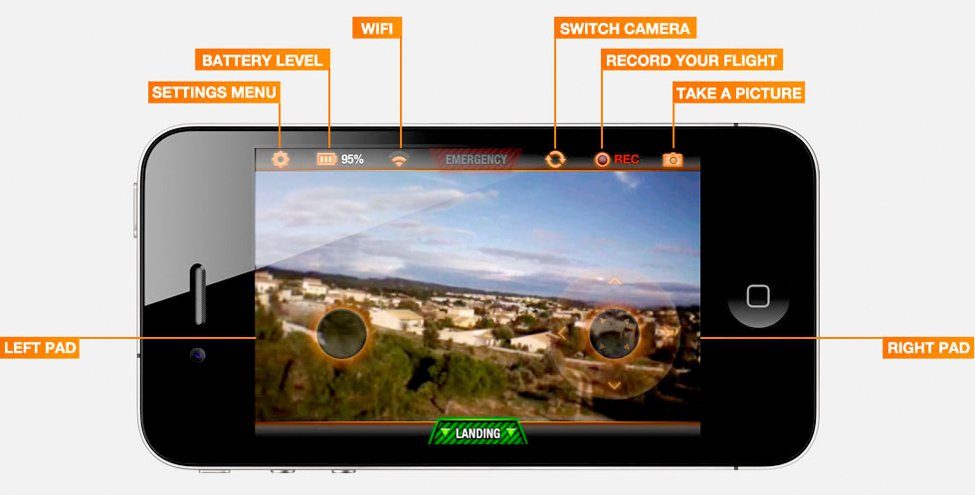 WIFI
SWITCH CAMERA
BATTERY LEVEL
RECORD YOUR FLIGHT
SETTINGS MENU
TAKE A PICTURE
95%
EMERGENCY
REC
LEFT PAD
RIGHT PAD
LANDING